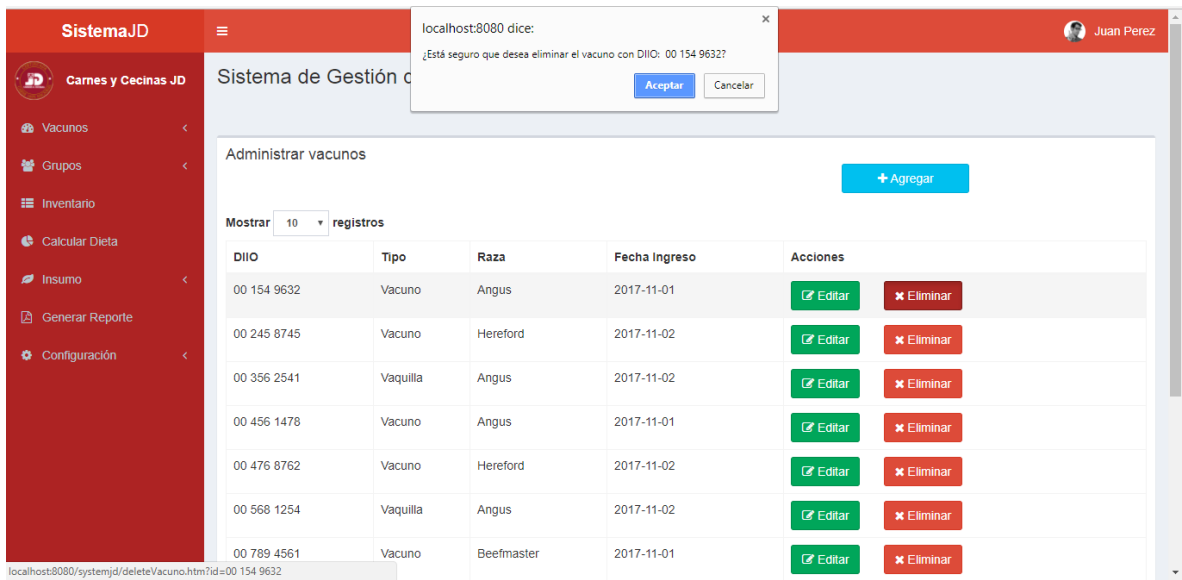 SistemaJD
localhost:8080 dice:
¿Está seguro que desea eliminar el vacuno con DIIO: 00 154 9632?
Aceptar
Cancelar
Juan Perez
JD
Carnes y Cecinas JD
Sistema de Gestión
Vacunos
Grupos
Inventario
Calcular Dieta
Insumo
Generar Reporte
Configuración
Administrar vacunos
Agregar
Mostrar 10 registros
DIIO Tipo Raza Fecha Ingreso Acciones
00 154 9632 Vacuno Angus 2017-11-01 Editar Eliminar
00 245 8745 Vacuno Hereford 2017-11-02 Editar Eliminar
00 356 2541 Vaquilla Angus 2017-11-02 Editar Eliminar
00 456 1478 Vacuno Angus 2017-11-01 Editar Eliminar
00 476 8762 Vacuno Hereford 2017-11-02 Editar Eliminar
00 568 1254 Vaquilla Angus 2017-11-02 Editar Eliminar
00 789 4561 Vacuno Beefmaster 2017-11-01 Editar Eliminar
localhost:8080/systemjd/deleteVacuno.htm?id=00 154 9632